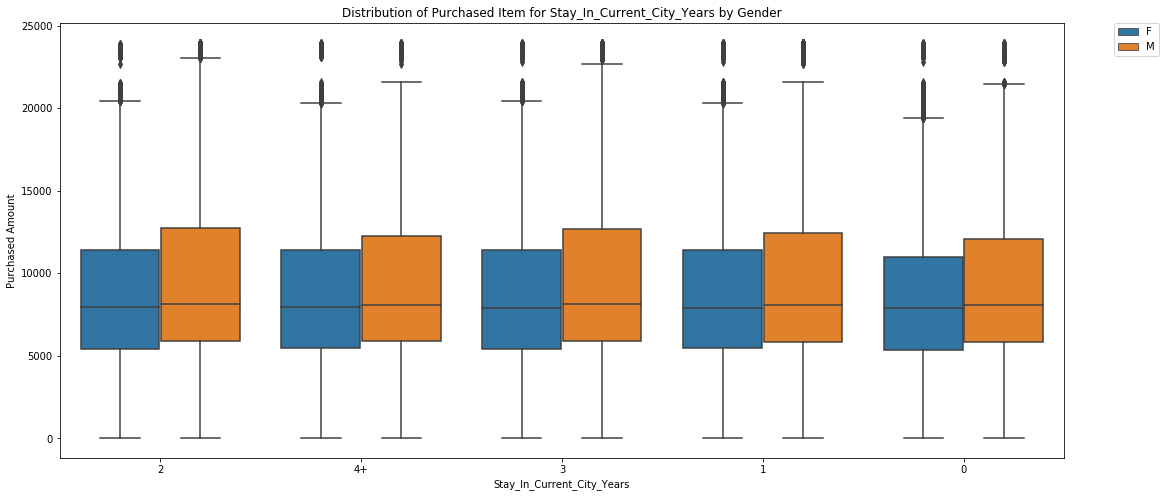 Distribution of Purchased Item for Stay_In_Current_City_Years by Gender
F
M
25000
20000
15000
10000
5000
0
Purchased Amount
2 4+ 3 1 0
Stay_In_Current_City_Years